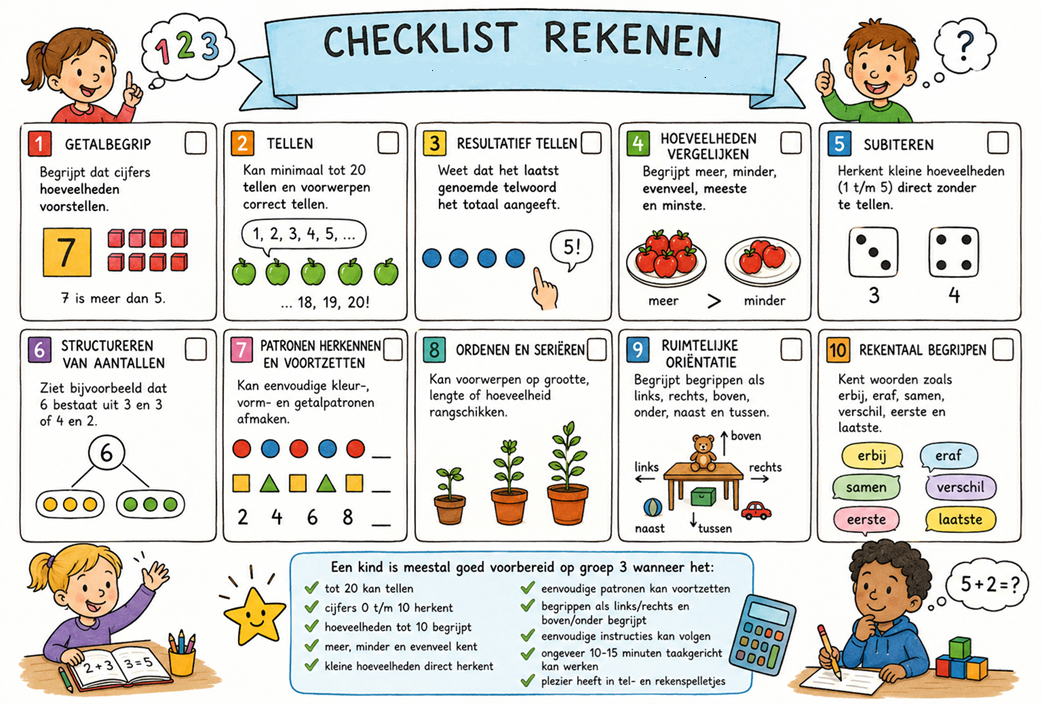 CHECKLIST REKENEN
1 2 3
?
1 GETALBEGRIP
Begrijpt dat cijfers
hoeveelheden
voorstellen.
7
7 is meer dan 5.
2 TELLEN
Kan minimaal tot 20
tellen en voorwerpen
correct tellen.
1, 2, 3, 4, 5, ...
... 18, 19, 20!
3 RESULTATIEF TELLEN
Weet dat het laatst
genoemde telwoord
het totaal aangeeft.
5!
4 HOEVEELHEDEN
VERGELIJKEN
Begrijpt meer, minder,
evenveel, meeste
en minste.
meer > minder
5 SUBITEREN
Herkent kleine hoeveelheden
(1 t/m 5) direct zonder
te tellen.
3 4
6 STRUCTUREREN
VAN AANTALLEN
Ziet bijvoorbeeld dat
6 bestaat uit 3 en 3
of 4 en 2.
6
7 PATRONEN HERKENNEN
EN VOORTZETTEN
Kan eenvoudige kleur-,
vorm- en getalpatronen
afmaken.
2 4 6 8 __
8 ORDENEN EN SERIËREN
Kan voorwerpen op grootte,
lengte of hoeveelheid
rangschikken.
9 RUIMTELIJKE
ORIËNTATIE
Begrijpt begrippen als
links, rechts, boven,
onder, naast en tussen.
boven
links rechts
naast tussen
10 REKENTAAL BEGRIJPEN
Kent woorden zoals
erbij, eraf, samen,
verschil, eerste en
laatste.
erbij eraf
samen verschil
eerste laatste
2+3 3=5
Een kind is meestal goed voorbereid op groep 3 wanneer het:
✓ tot 20 kan tellen
✓ cijfers 0 t/m 10 herkent
✓ hoeveelheden tot 10 begrijpt
✓ meer, minder en evenveel kent
✓ kleine hoeveelheden direct herkent
✓ eenvoudige patronen kan voortzetten
✓ begrippen als links/rechts en
boven/onder begrijpt
✓ eenvoudige instructies kan volgen
✓ ongeveer 10-15 minuten taakgericht
kan werken
✓ plezier heeft in tel- en rekenspelletjes
5+2=?